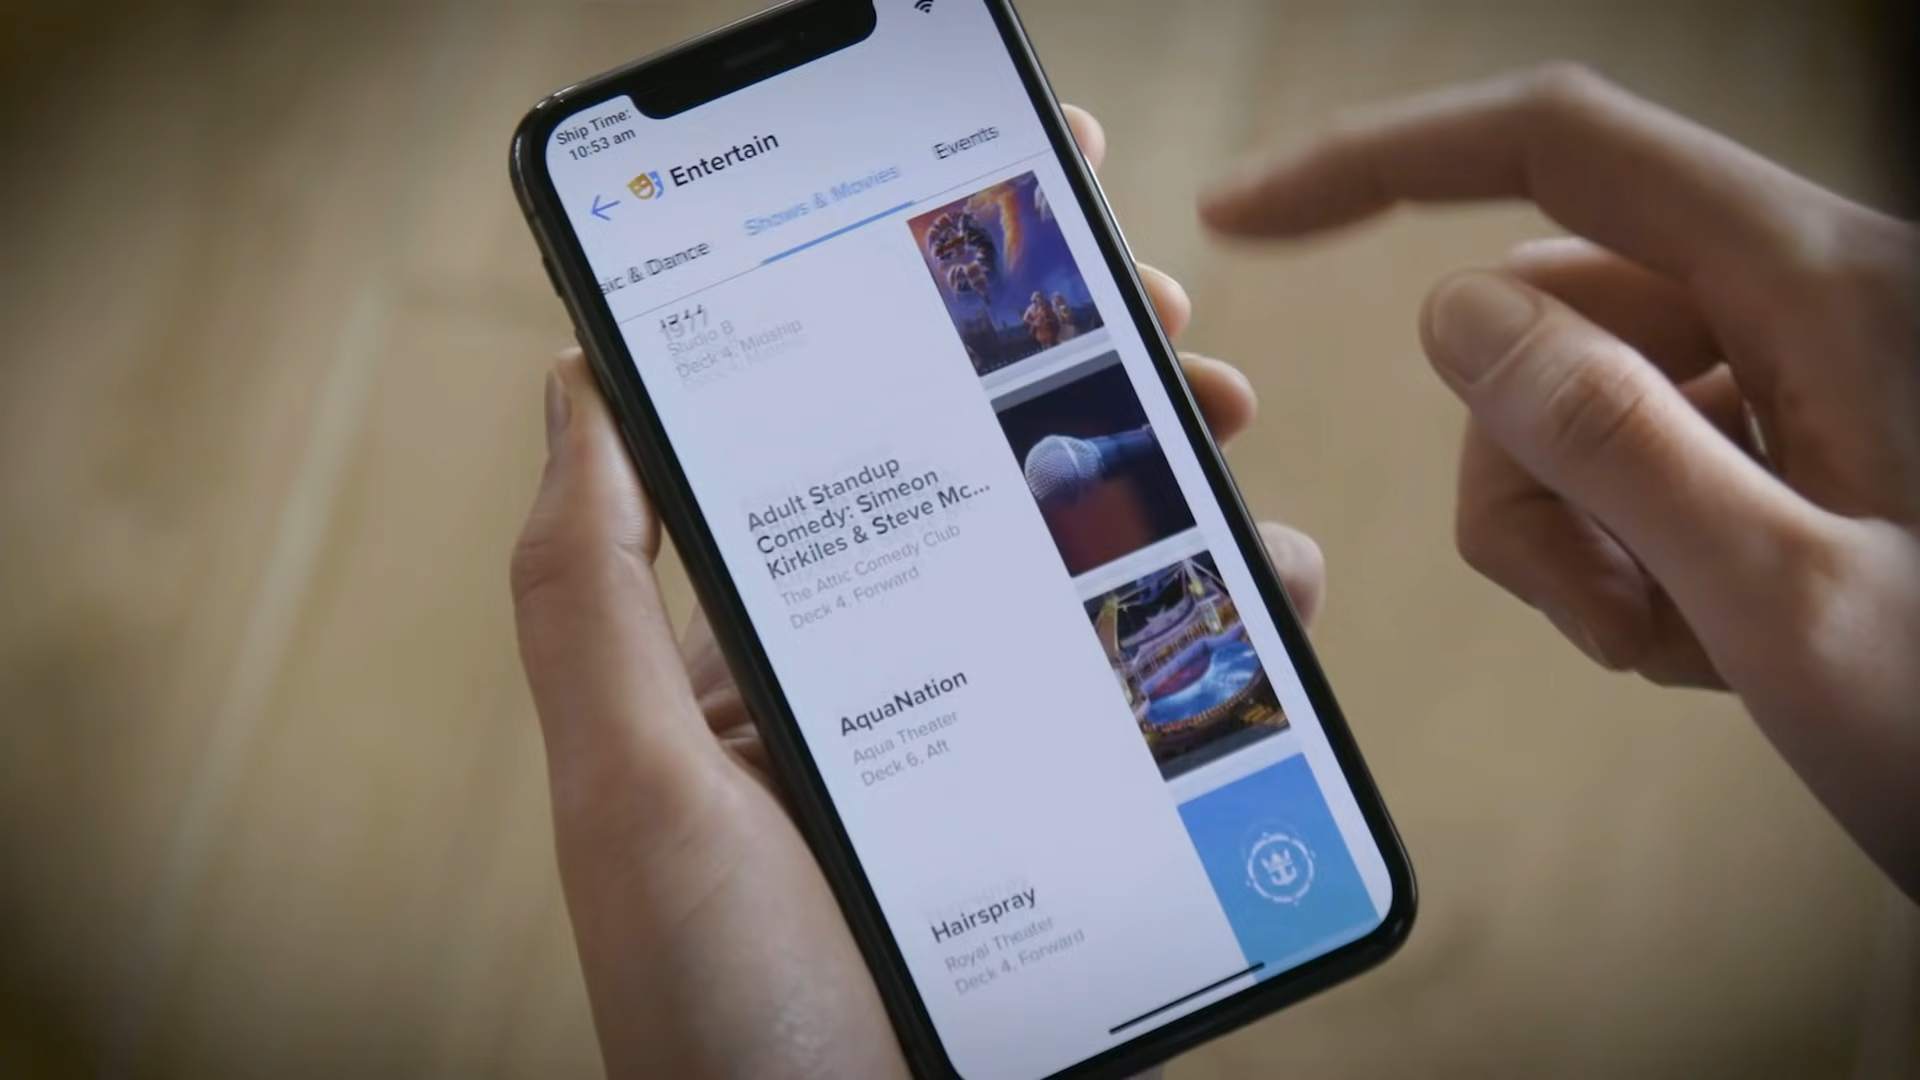 Ship Time:
10:53 am
Entertain
sic & Dance
Shows & Movies
Events
1977
Studio B
Deck 4, Midship
Adult Standup
Comedy: Simeon
Kirkiles & Steve Mc...
The Attic Comedy Club
Deck 4, Forward
AquaNation
Aqua Theater
Deck 6, Aft
Hairspray
Royal Theater
Deck 4, Forward